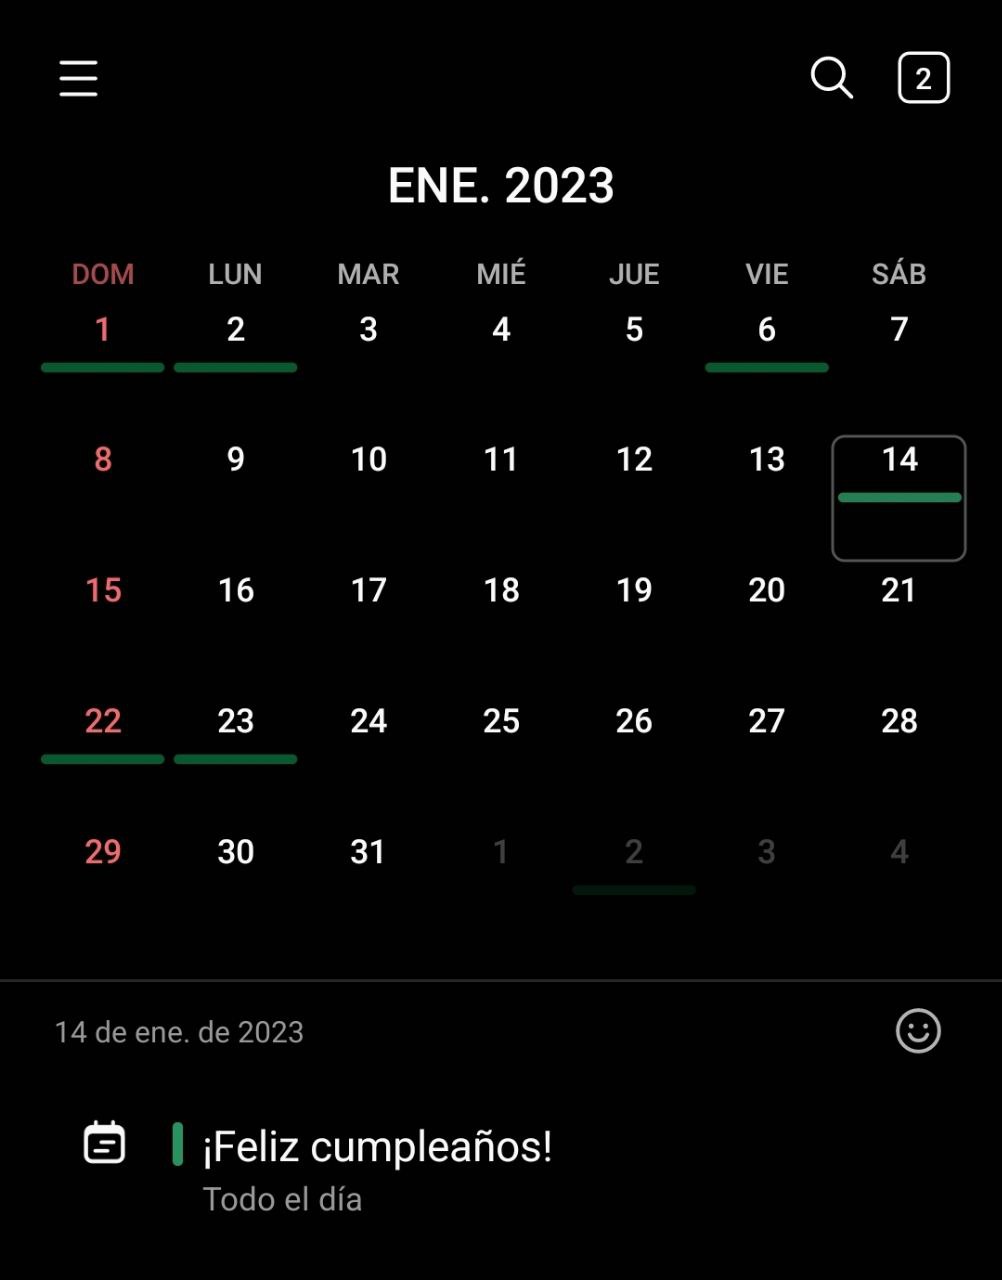 2
ENE. 2023
DOM LUN MAR MIÉ JUE VIE SÁB
1 2 3 4 5 6 7
8 9 10 11 12 13 14
15 16 17 18 19 20 21
22 23 24 25 26 27 28
29 30 31 1 2 3 4
14 de ene. de 2023
¡Feliz cumpleaños!
Todo el día